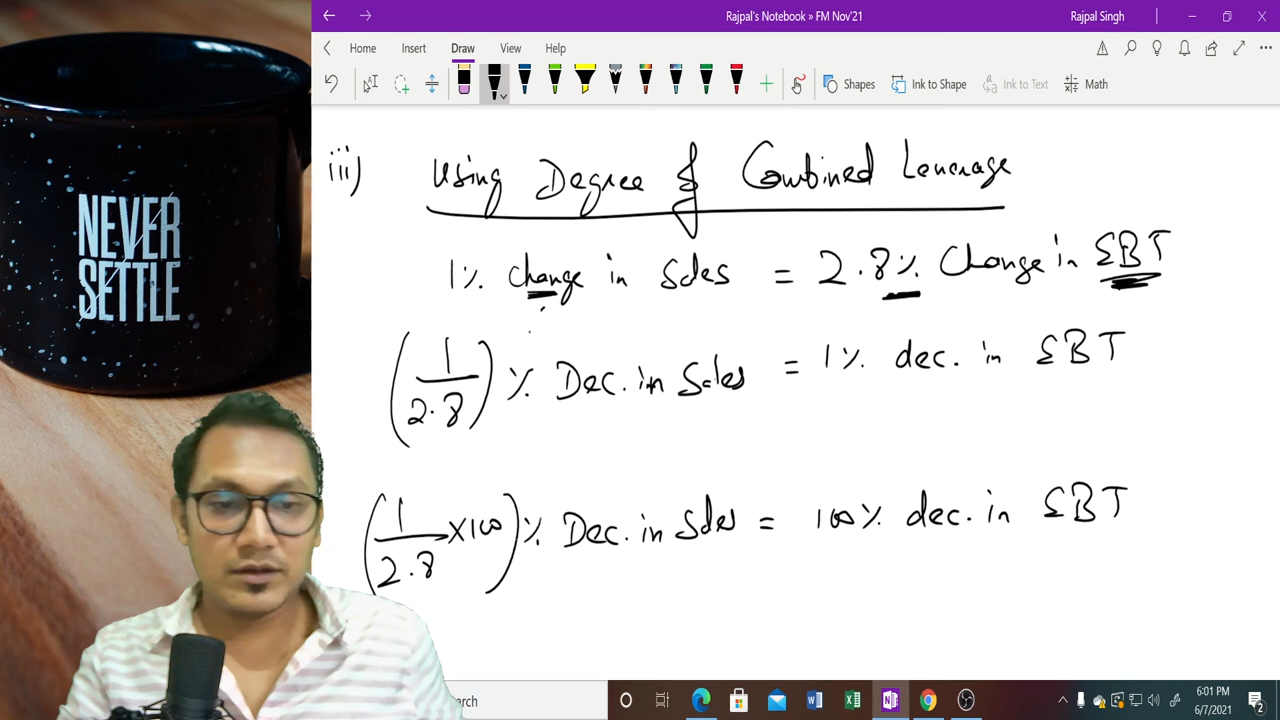 Rajpal's Notebook » FM Nov'21
Rajpal Singh
Home Insert Draw View Help
Shapes Ink to Shape Ink to Text Math
NEVER
SETTLE
iii) Using Degree of Combined Leverage
1% change in Sales = 2.8% Change in EBT
(1/2.8)% Dec. in Sales = 1% dec. in EBT
(1/2.8 x100)% Dec. in Sales = 100% dec. in EBT
rch
6:01 PM
6/7/2021
2